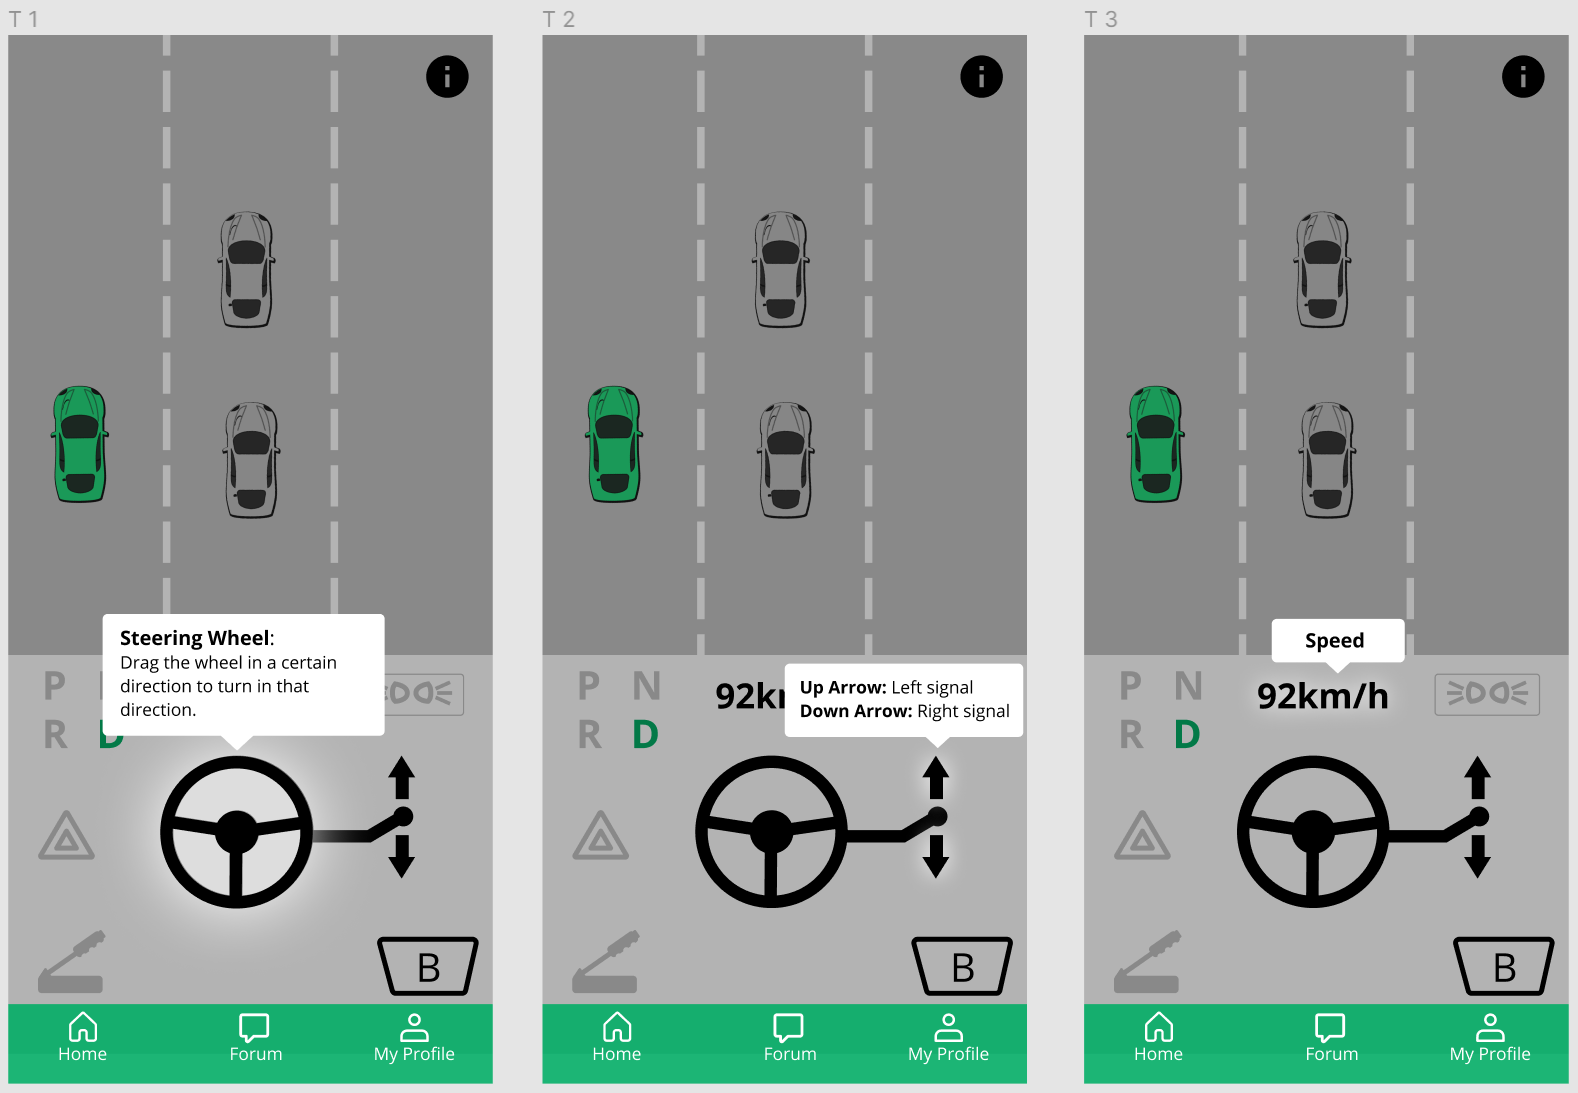 T 1
T 2
T 3
i
i
i
Steering Wheel:
Drag the wheel in a certain
direction to turn in that
direction.
P
R D
B
Home Forum My Profile
Up Arrow: Left signal
Down Arrow: Right signal
P N
92k
R D
B
Home Forum My Profile
Speed
P N
92km/h
R D
B
Home Forum My Profile